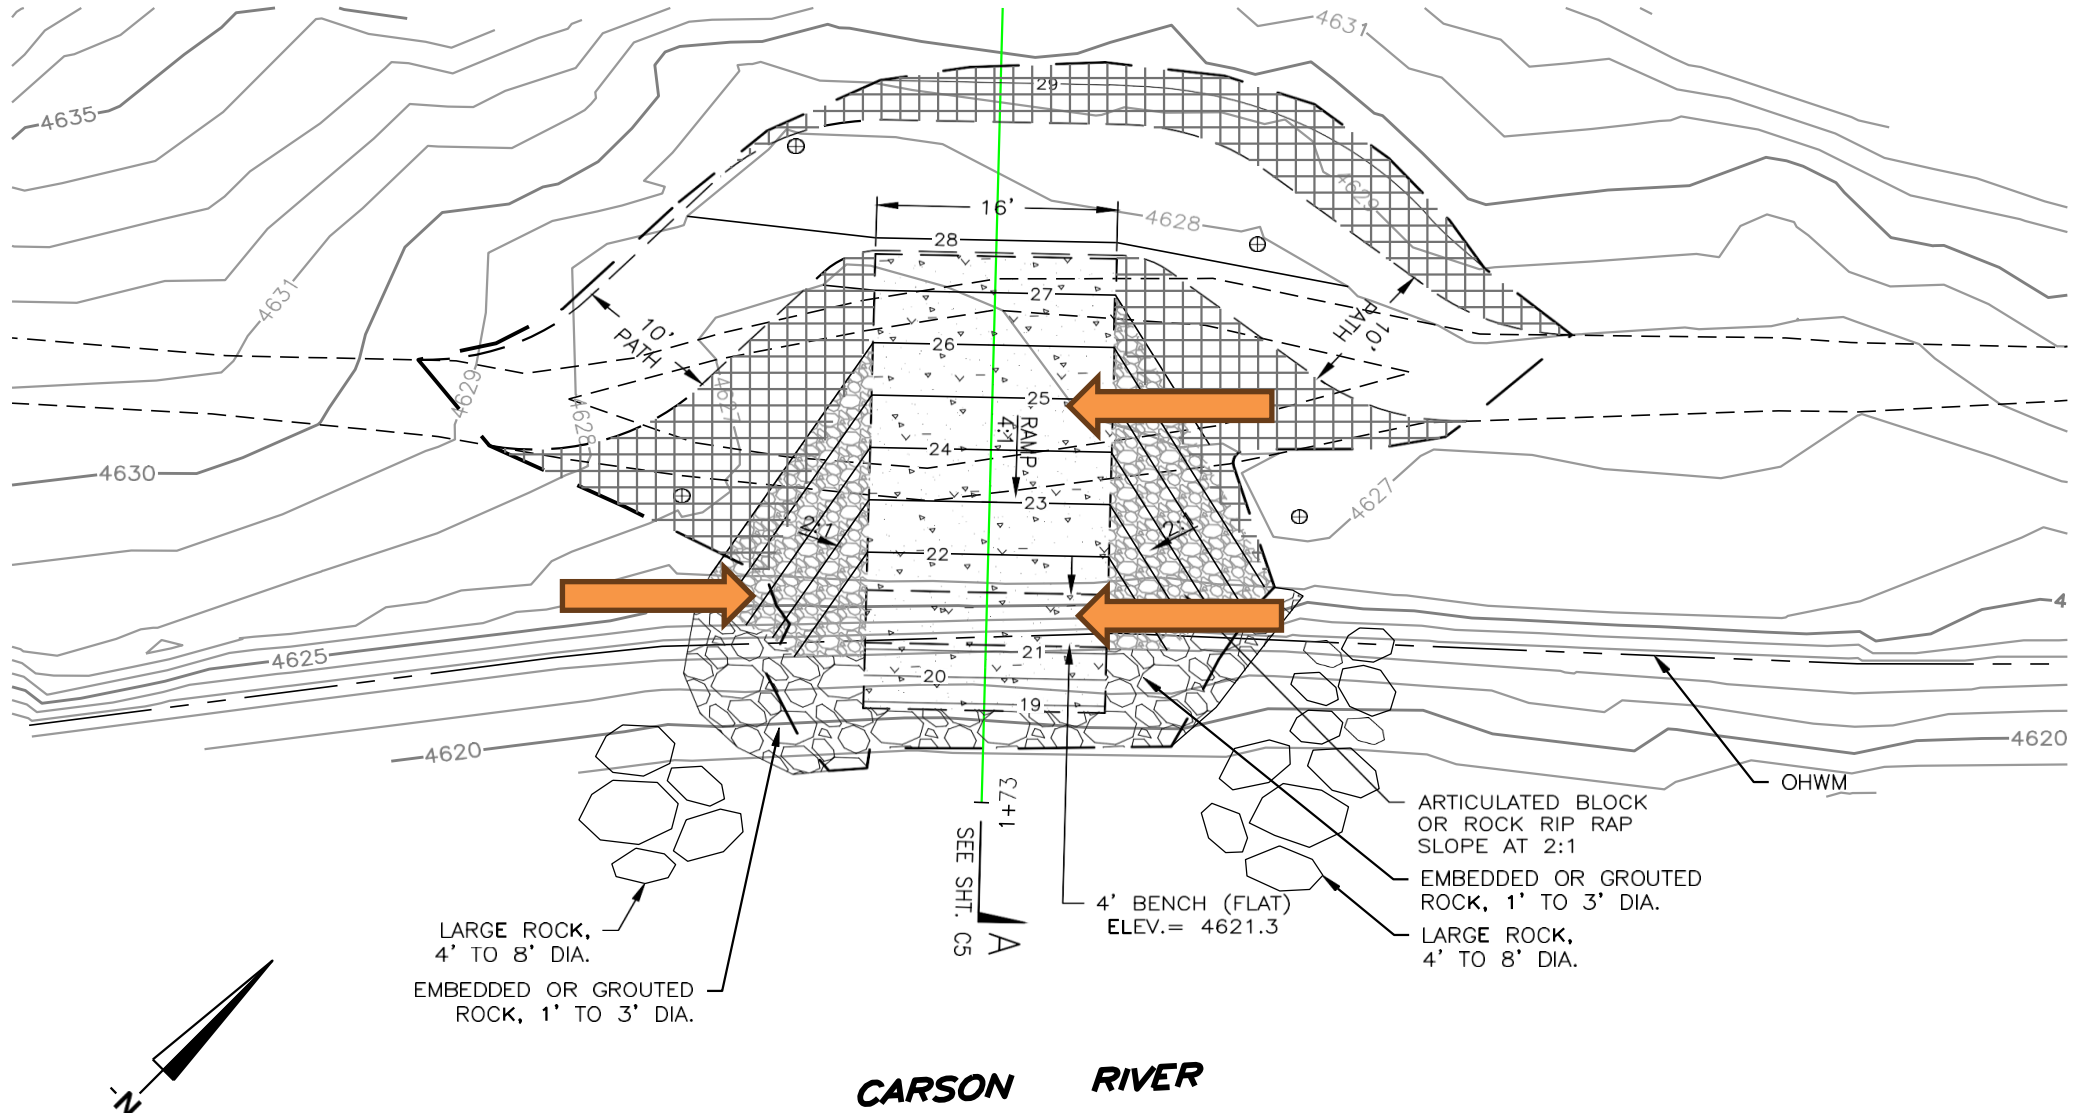 4631
4635
29
4629
16'
4628
28
4631
27
10'
PATH
10'
PATH
26
4629
4628
4627
25
RAMP
4:1
24
4630
23
4627
2:1
2:1
22
4
21
4625
20
19
4620
4620
1+73
OHWM
SEE SHT. C5
A
ARTICULATED BLOCK
OR ROCK RIP RAP
SLOPE AT 2:1
EMBEDDED OR GROUTED
ROCK, 1' TO 3' DIA.
4' BENCH (FLAT)
ELEV.= 4621.3
LARGE ROCK,
4' TO 8' DIA.
LARGE ROCK,
4' TO 8' DIA.
EMBEDDED OR GROUTED
ROCK, 1' TO 3' DIA.
N
CARSON RIVER